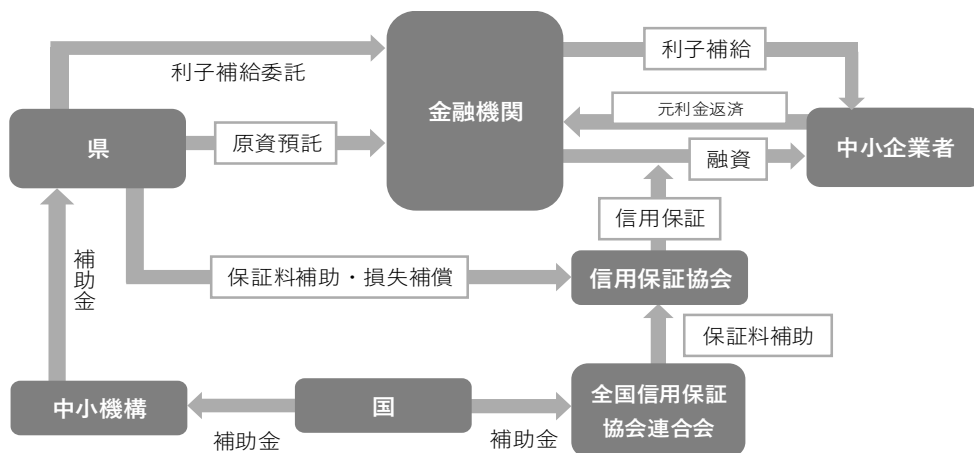 利子補給
利子補給委託
金融機関
元利金返済
県
原資預託
中小企業者
融資
信用保証
補助金
保証料補助・損失補償
信用保証協会
保証料補助
中小機構
国
全国信用保証
協会連合会
補助金
補助金